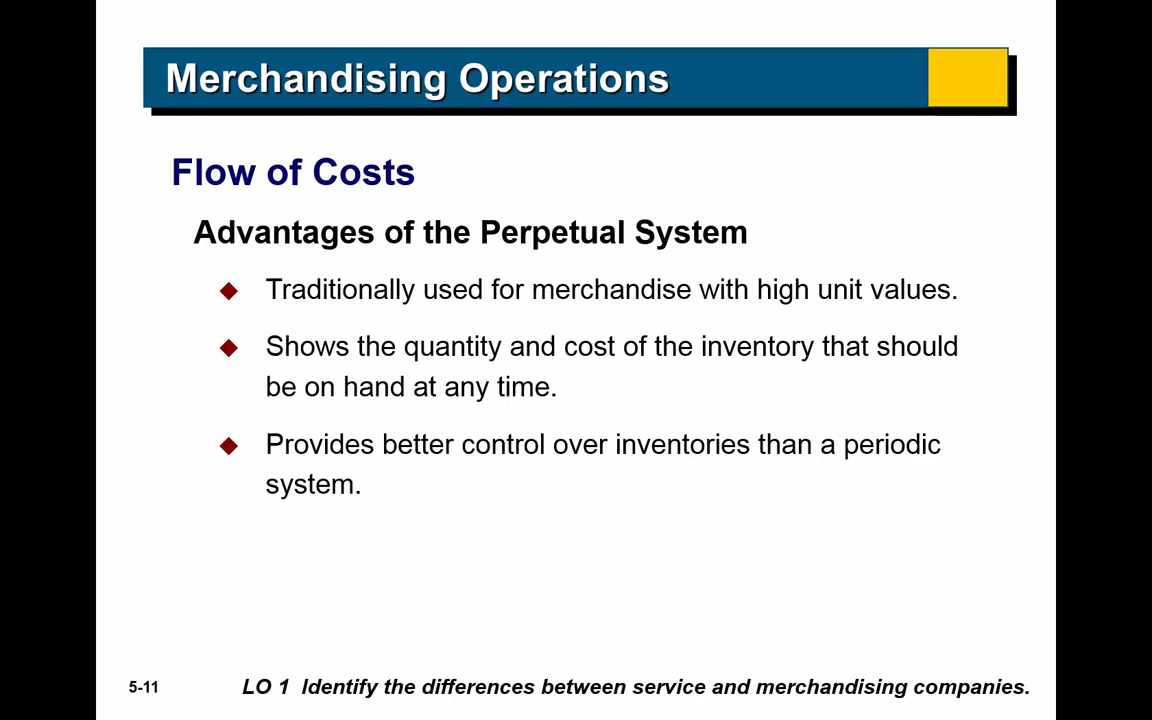 Merchandising Operations
Flow of Costs
Advantages of the Perpetual System
Traditionally used for merchandise with high unit values.
Shows the quantity and cost of the inventory that should
be on hand at any time.
Provides better control over inventories than a periodic
system.
5-11
LO 1 Identify the differences between service and merchandising companies.